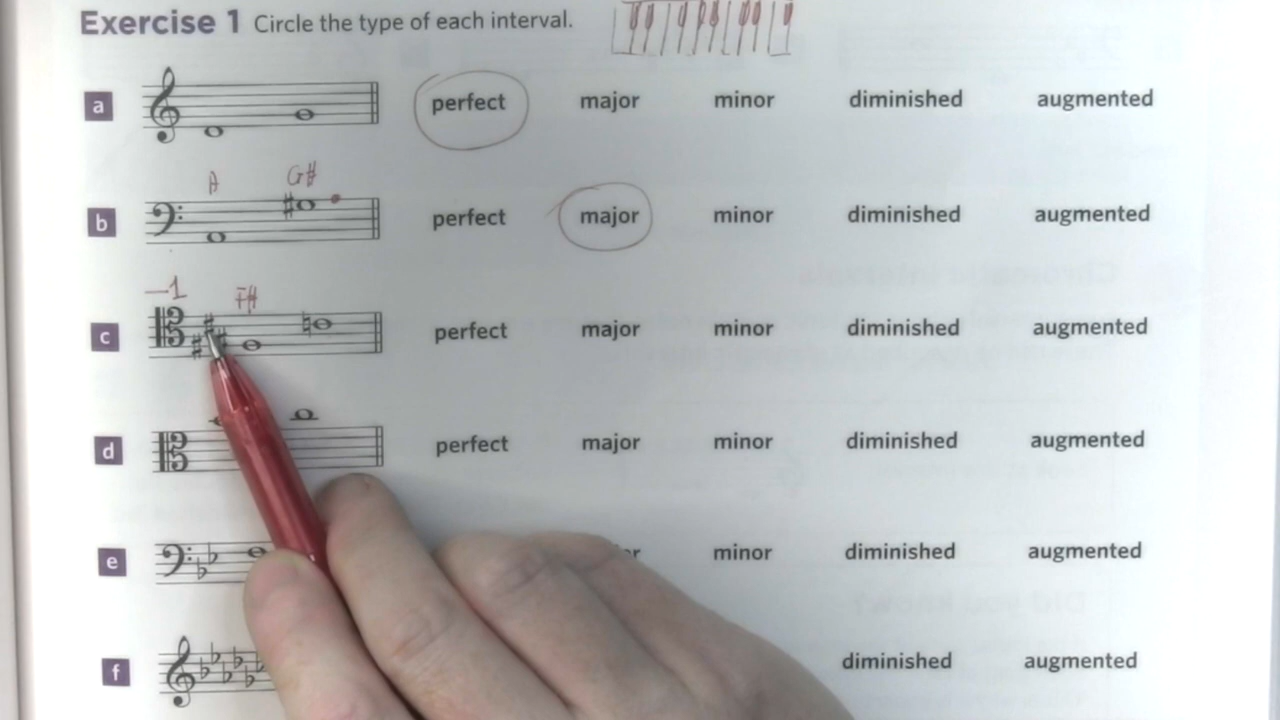 Exercise 1 Circle the type of each interval.
a perfect major minor diminished augmented
A G#
b perfect major minor diminished augmented
—1 F#
c perfect major minor diminished augmented
d perfect major minor diminished augmented
e minor diminished augmented
f diminished augmented